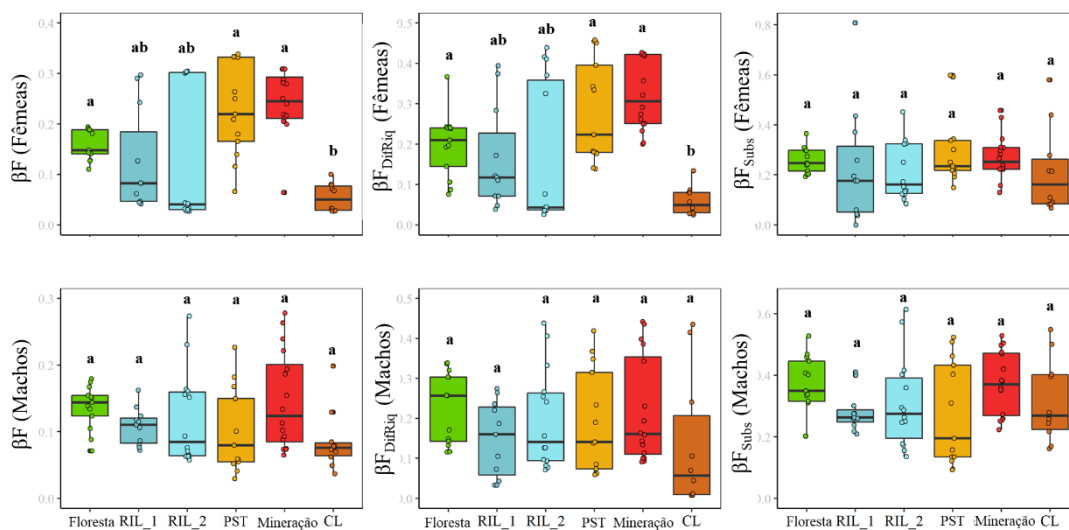 βF (Fêmeas)
0.4
0.3
0.2
0.1
0.0
a
ab
ab
a
a
b
βF_DifRiq (Fêmeas)
0.5
0.4
0.3
0.2
0.1
0.0
a
ab
ab
a
a
b
βF_Subs (Fêmeas)
0.8
0.6
0.4
0.2
0.0
a
a
a
a
a
a
βF (Machos)
0.3
0.2
0.1
0.0
a
a
a
a
a
a
Floresta RIL_1 RIL_2 PST Mineração CL
βF_DifRiq (Machos)
0.5
0.4
0.3
0.2
0.1
0.0
a
a
a
a
a
a
Floresta RIL_1 RIL_2 PST Mineração CL
βF_Subs (Machos)
0.6
0.4
0.2
0.0
a
a
a
a
a
a
Floresta RIL_1 RIL_2 PST Mineração CL